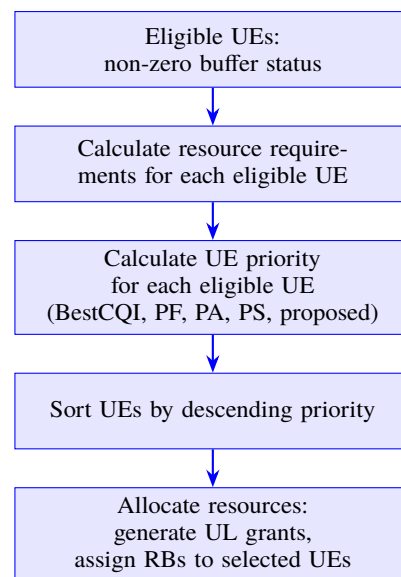 Eligible UEs:
non-zero buffer status
Calculate resource require-
ments for each eligible UE
Calculate UE priority
for each eligible UE
(BestCQI, PF, PA, PS, proposed)
Sort UEs by descending priority
Allocate resources:
generate UL grants,
assign RBs to selected UEs